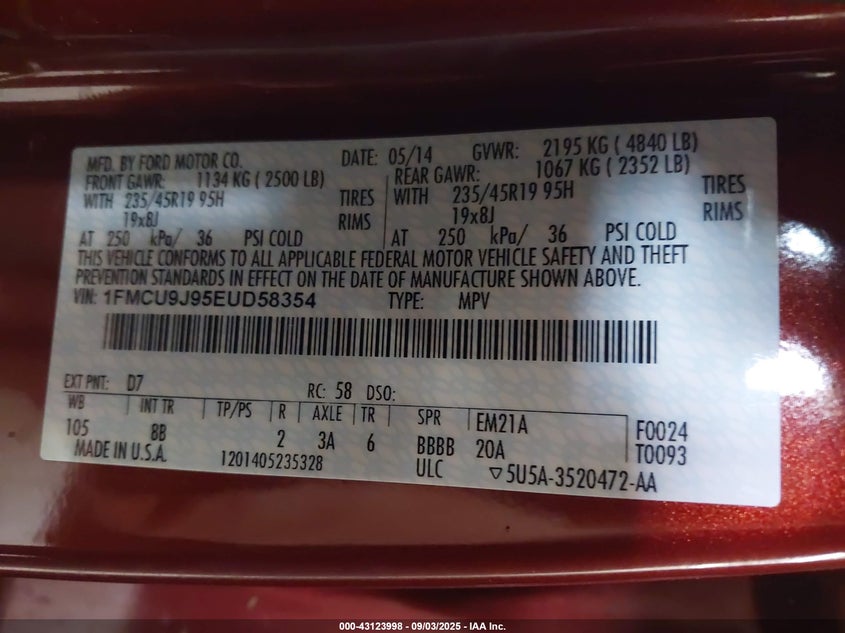 MFD. BY FORD MOTOR CO. DATE: 05/14 GVWR: 2195 KG ( 4840 LB)
FRONT GAWR: 1134 KG ( 2500 LB) REAR GAWR: 1067 KG ( 2352 LB)
WITH 235/45R19 95H TIRES WITH 235/45R19 95H TIRES
19x8J RIMS 19x8J RIMS
AT 250 kPa/ 36 PSI COLD AT 250 kPa/ 36 PSI COLD
THIS VEHICLE CONFORMS TO ALL APPLICABLE FEDERAL MOTOR VEHICLE SAFETY AND THEFT
PREVENTION STANDARDS IN EFFECT ON THE DATE OF MANUFACTURE SHOWN ABOVE.
VIN: 1FMCU9J95EUD58354 TYPE: MPV
EXT PNT: D7 RC: 58 DSO:
WB INT TR TP/PS R AXLE TR SPR EM21A F0024
105 8B 2 3A 6 BBBB 20A T0093
MADE IN U.S.A. 1201405235328 ULC ▽5U5A-3520472-AA
000-43123998 - 09/03/2025 - IAA Inc.